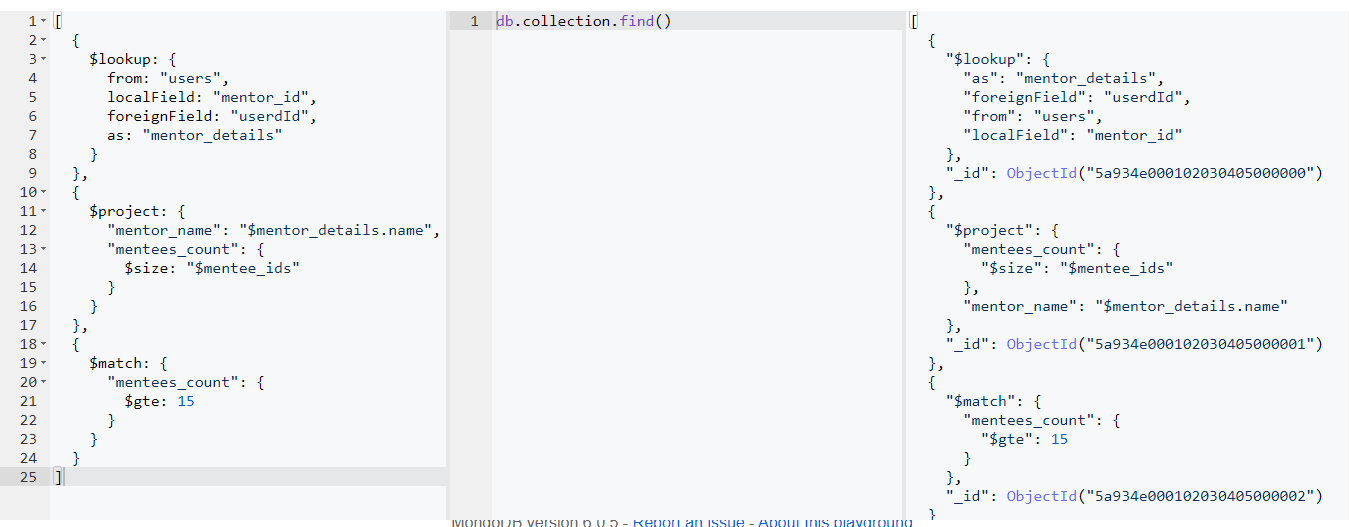 1 [
2 {
3 $lookup: {
4 from: "users",
5 localField: "mentor_id",
6 foreignField: "userdId",
7 as: "mentor_details"
8 }
9 },
10 {
11 $project: {
12 "mentor_name": "$mentor_details.name",
13 "mentees_count": {
14 $size: "$mentee_ids"
15 }
16 }
17 },
18 {
19 $match: {
20 "mentees_count": {
21 $gte: 15
22 }
23 }
24 }
25 ]
1 db.collection.find()
[
{
"$lookup": {
"as": "mentor_details",
"foreignField": "userdId",
"from": "users",
"localField": "mentor_id"
},
"_id": ObjectId("5a934e000102030405000000")
},
{
"$project": {
"mentees_count": {
"$size": "$mentee_ids"
},
"mentor_name": "$mentor_details.name"
},
"_id": ObjectId("5a934e000102030405000001")
},
{
"$match": {
"mentees_count": {
"$gte": 15
}
},
"_id": ObjectId("5a934e000102030405000002")
}
MongoDB version 6.0.5 - Report an issue - About this playground